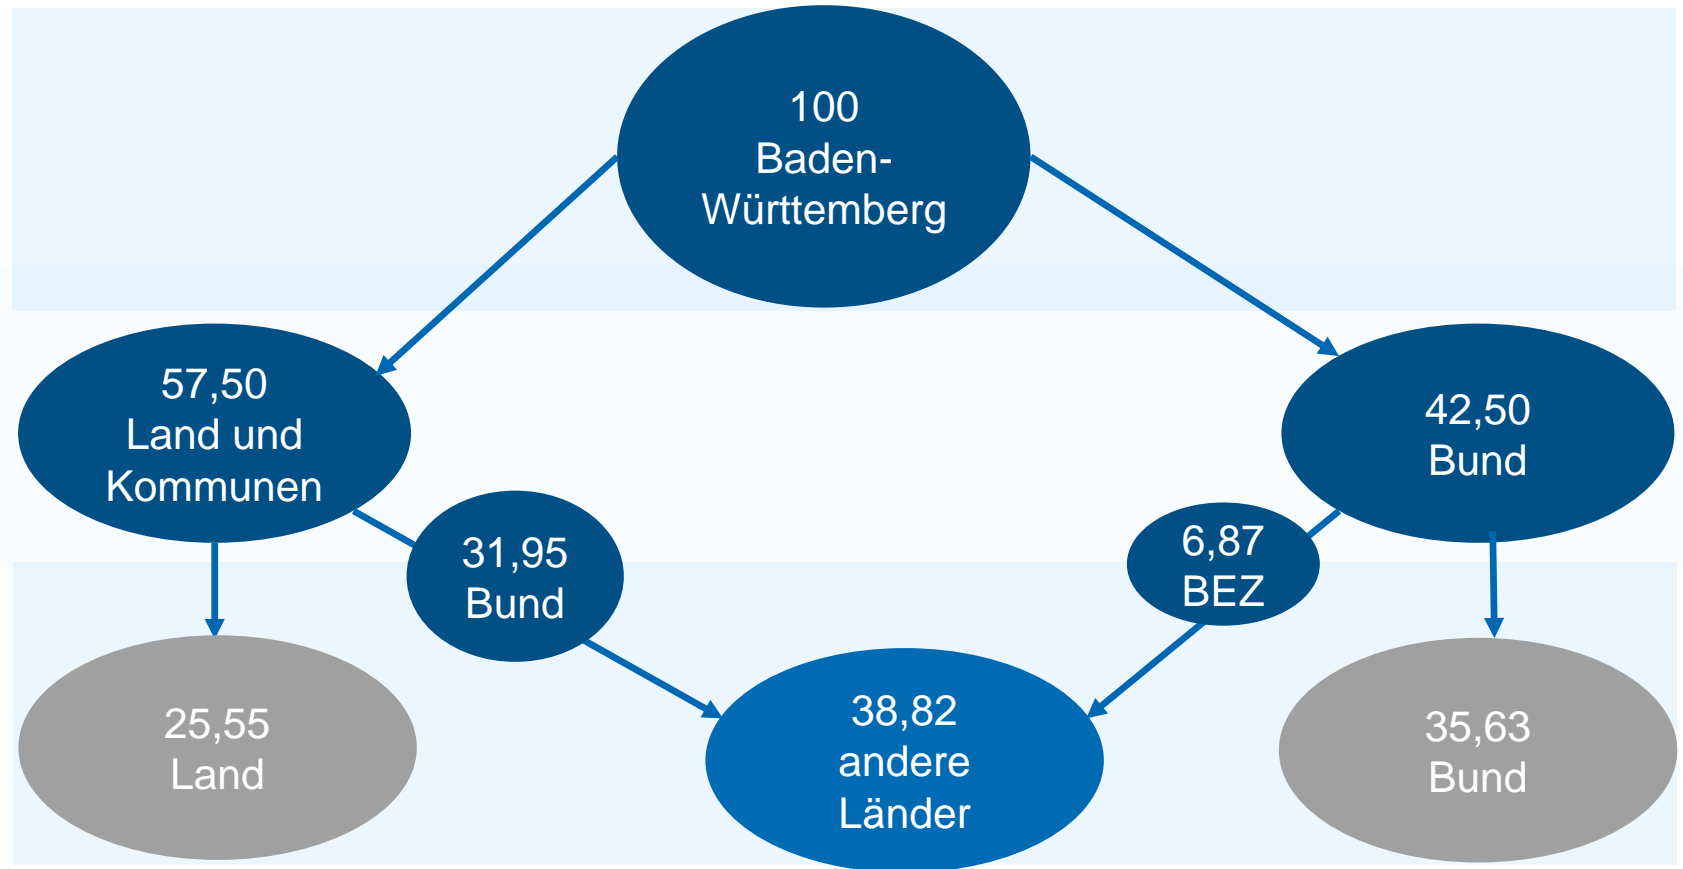 100
Baden-
Württemberg
57,50
Land und
Kommunen
42,50
Bund
31,95
Bund
6,87
BEZ
25,55
Land
38,82
andere
Länder
35,63
Bund